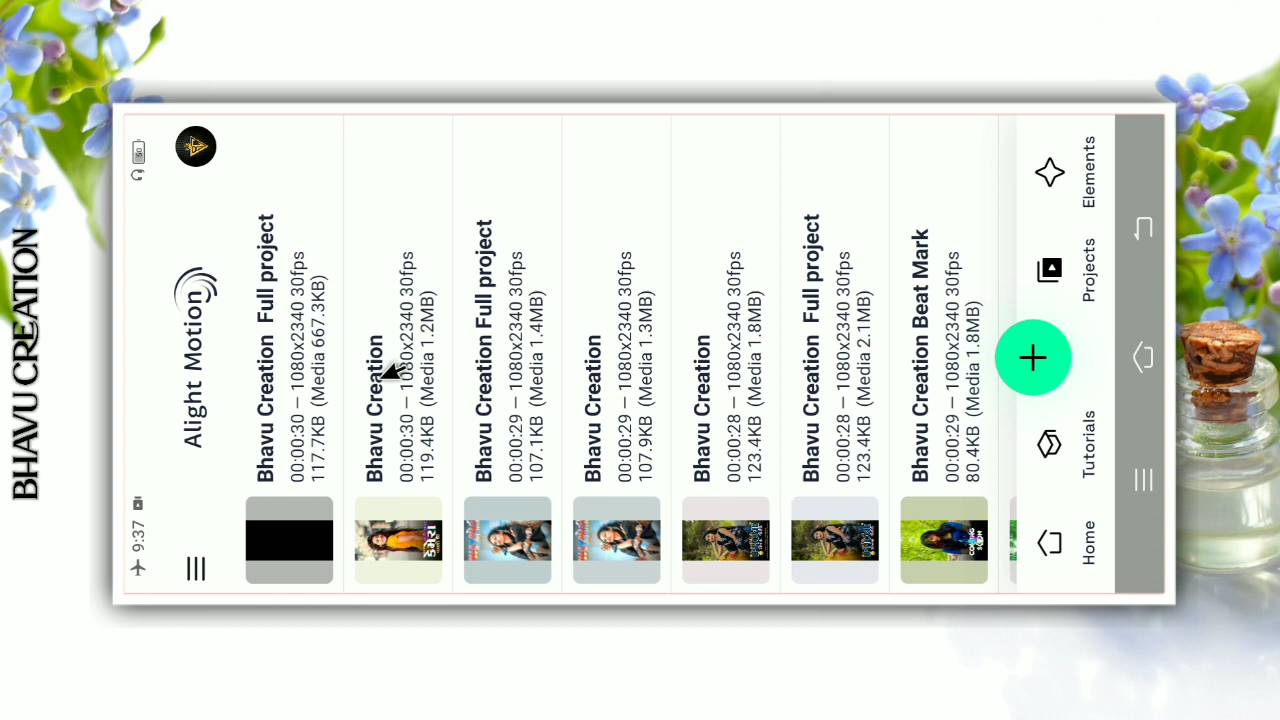 BHAVU CREATION
9:37
50
Alight Motion
Bhavu Creation Full project
00:00:30 – 1080x2340 30fps
117.7KB (Media 667.3KB)
Bhavu Creation
00:00:30 – 1080x2340 30fps
119.4KB (Media 1.2MB)
Bhavu Creation Full project
00:00:29 – 1080x2340 30fps
107.1KB (Media 1.4MB)
Bhavu Creation
00:00:29 – 1080x2340 30fps
107.9KB (Media 1.3MB)
Bhavu Creation
00:00:28 – 1080x2340 30fps
123.4KB (Media 1.8MB)
Bhavu Creation Full project
00:00:28 – 1080x2340 30fps
123.4KB (Media 2.1MB)
Bhavu Creation Beat Mark
00:00:29 – 1080x2340 30fps
80.4KB (Media 1.8MB)
COMING
SOON
Home
Tutorials
Projects
Elements